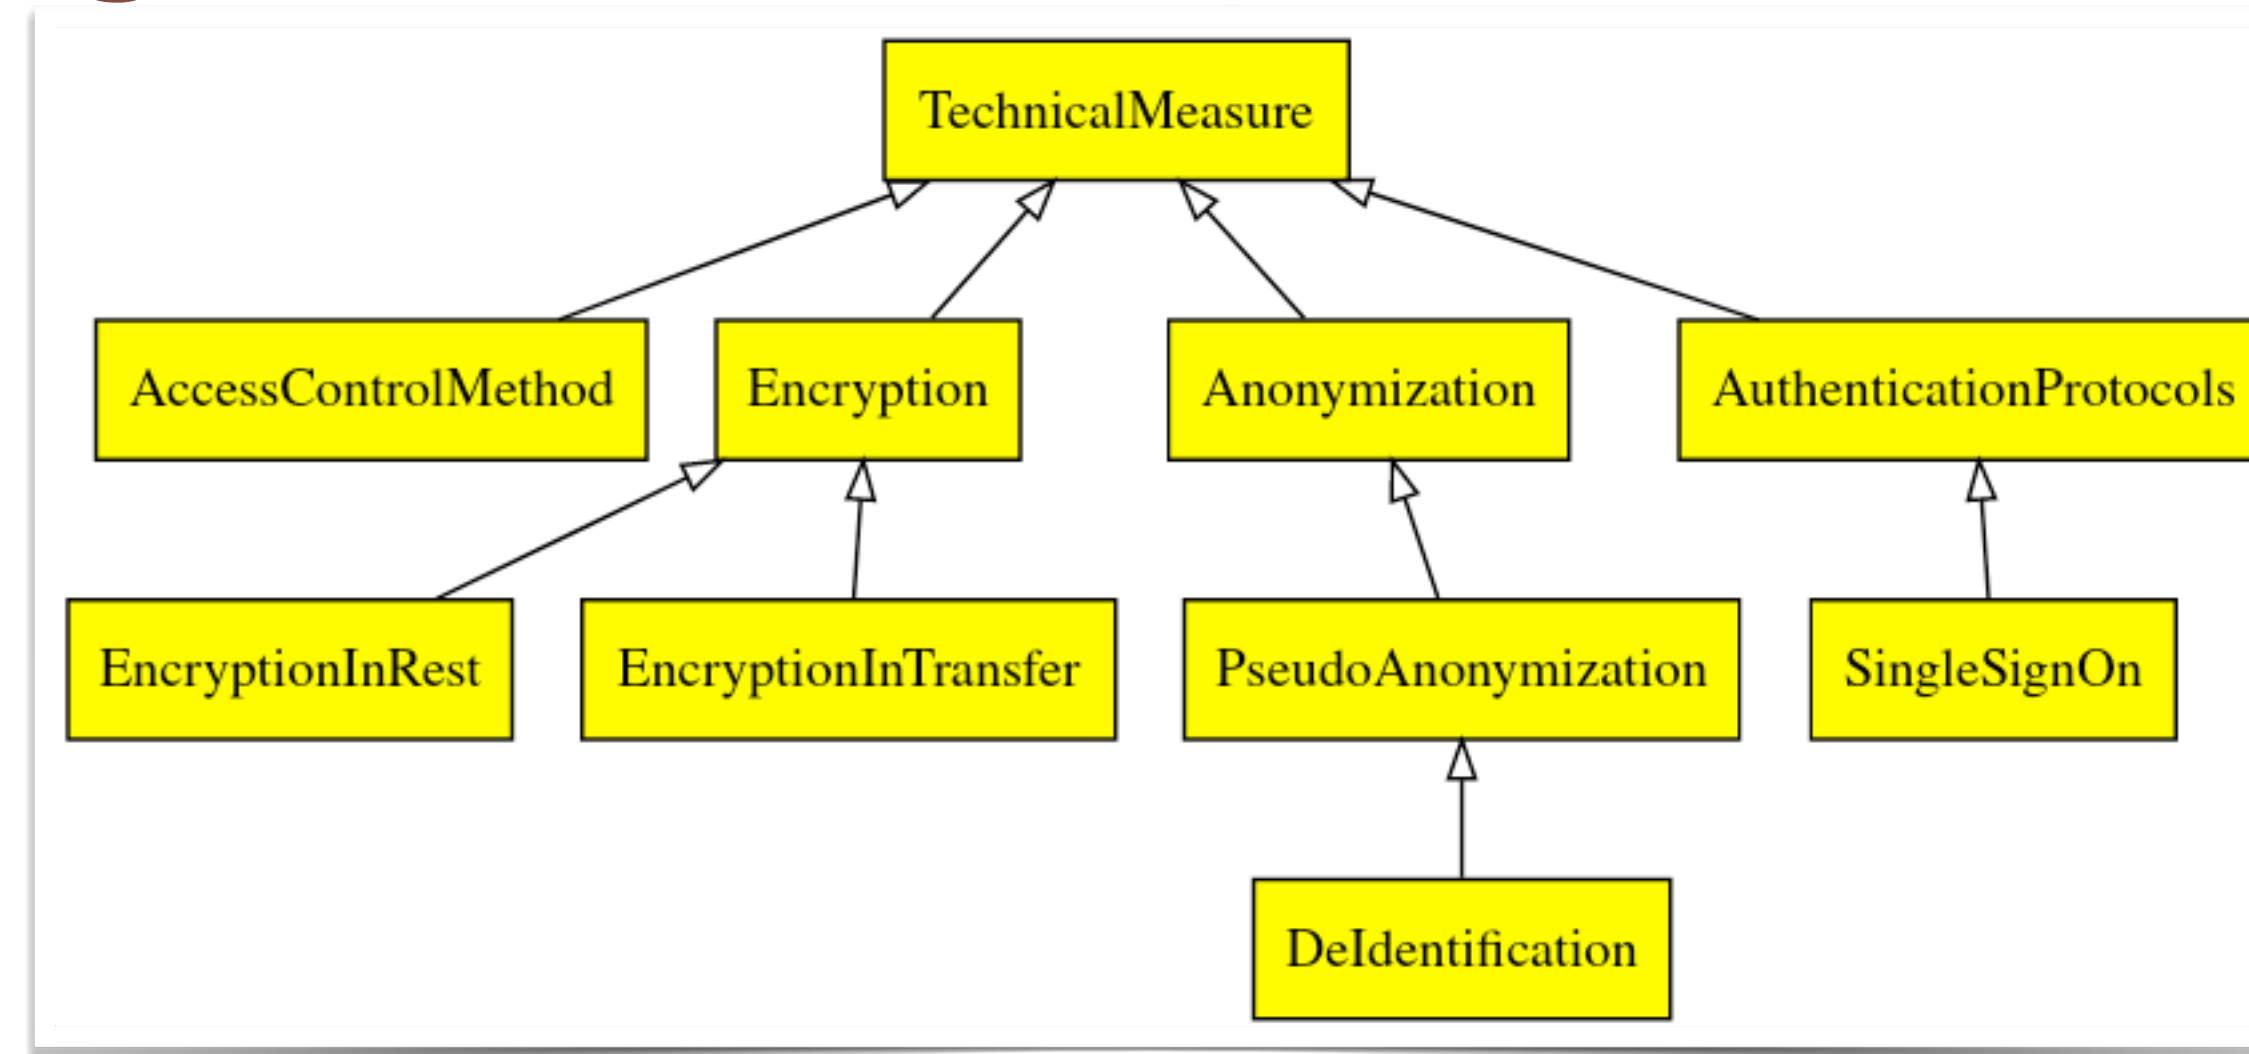 TechnicalMeasure
AccessControlMethod
Encryption
Anonymization
AuthenticationProtocols
EncryptionInRest
EncryptionInTransfer
PseudoAnonymization
SingleSignOn
DeIdentification